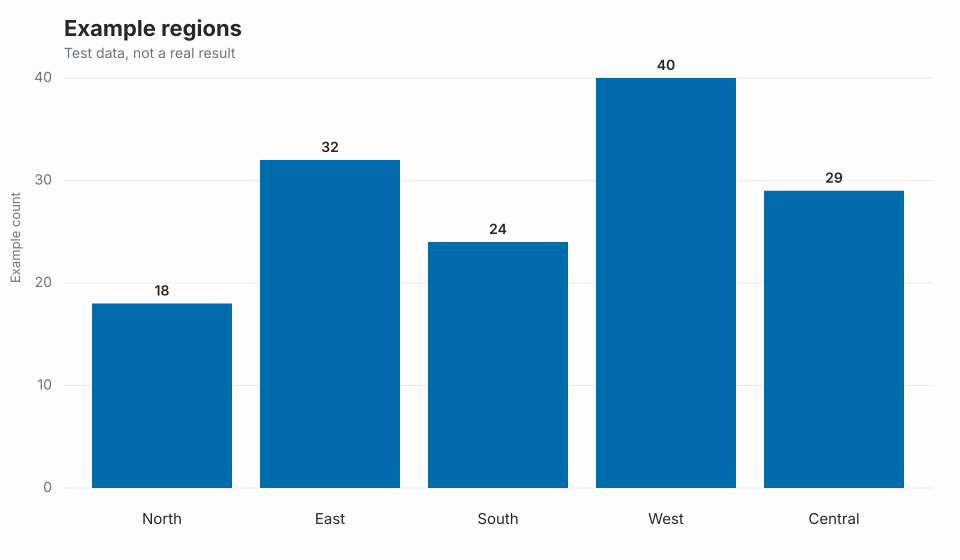 Example regions
Test data, not a real result
Example count
40
30
20
10
0
18
32
24
40
29
North
East
South
West
Central